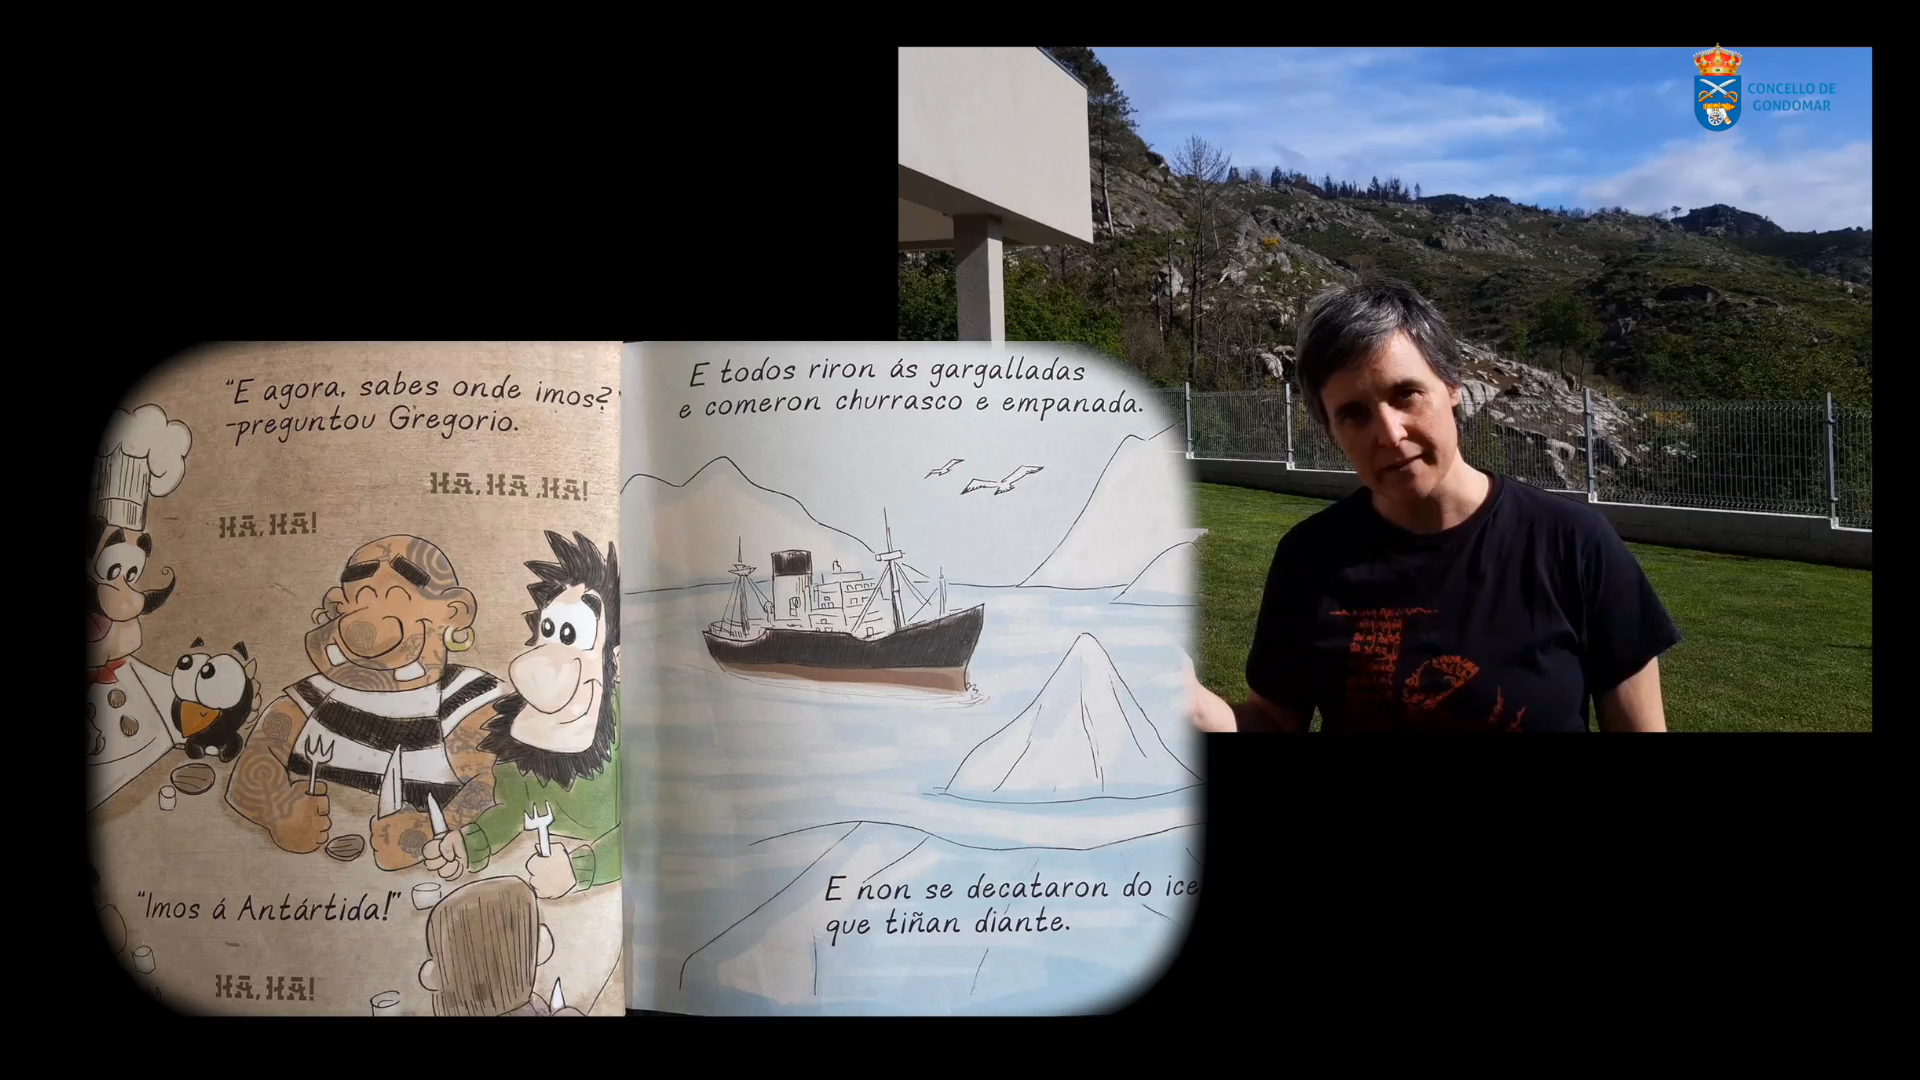 CONCELLO DE
GONDOMAR
“E agora, sabes onde imos?
-preguntou Gregorio.
HA, HA, HA!
HA, HA!
“Imos á Antártida!”
HA, HA!
E todos riron ás gargalladas
e comeron churrasco e empanada.
E non se decataron do ice
que tiñan diante.